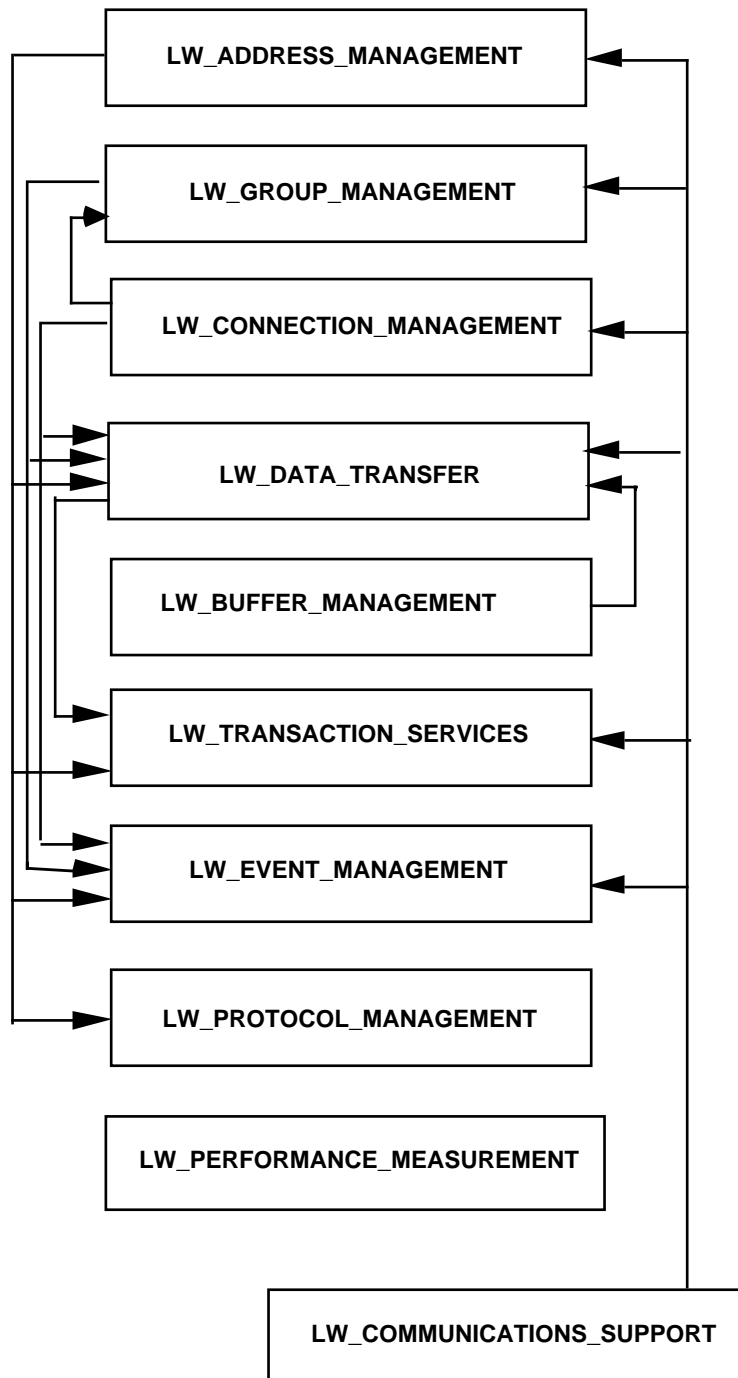 LW_ADDRESS_MANAGEMENT
LW_GROUP_MANAGEMENT
LW_CONNECTION_MANAGEMENT
LW_DATA_TRANSFER
LW_BUFFER_MANAGEMENT
LW_TRANSACTION_SERVICES
LW_EVENT_MANAGEMENT
LW_PROTOCOL_MANAGEMENT
LW_PERFORMANCE_MEASUREMENT
LW_COMMUNICATIONS_SUPPORT